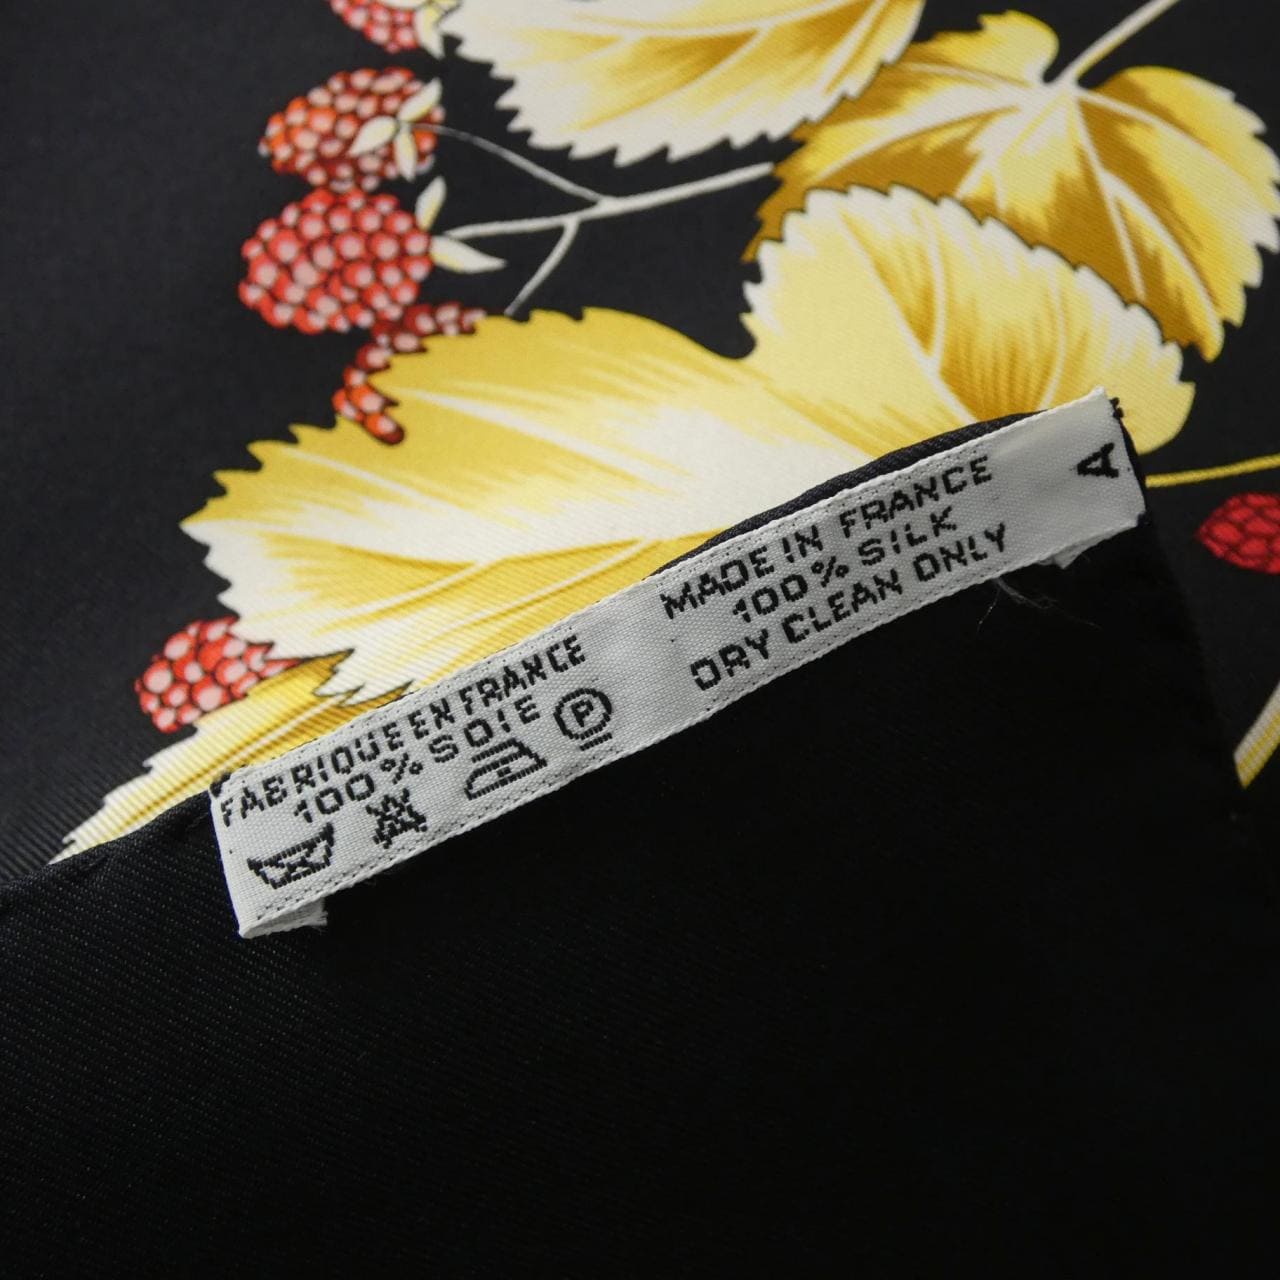 FABRIQUE EN FRANCE
100% SOIE
P
MADE IN FRANCE
100% SILK
DRY CLEAN ONLY
A